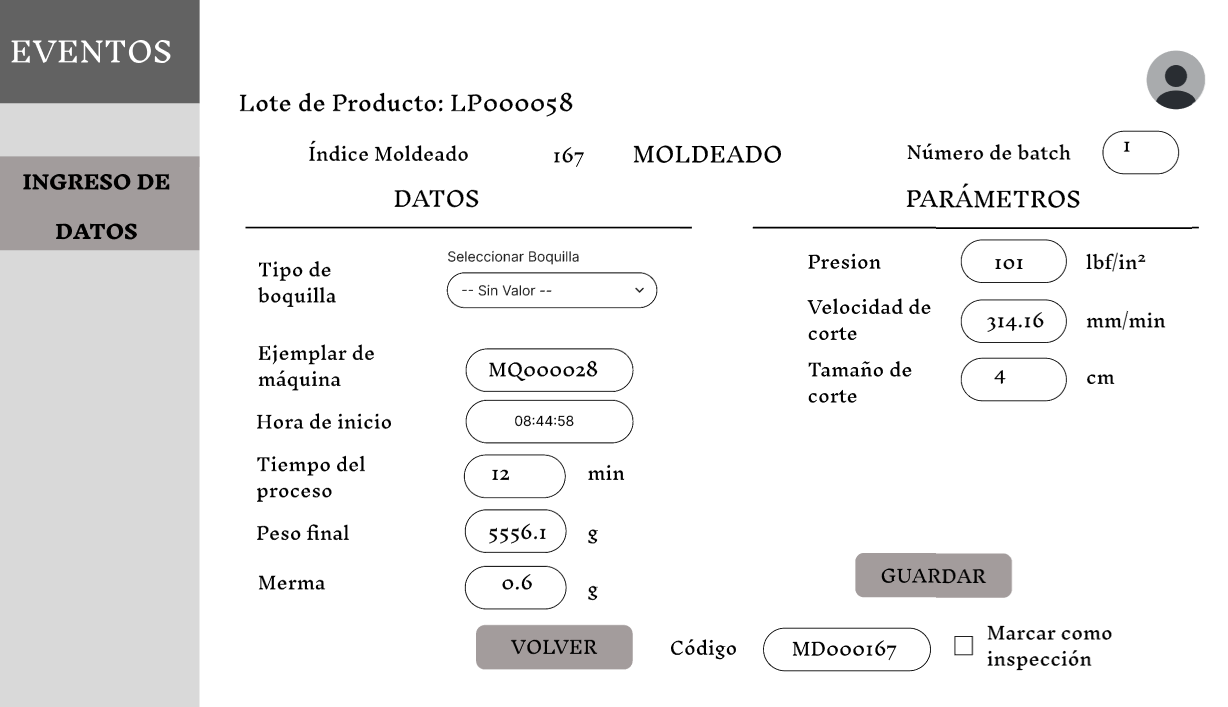 EVENTOS
INGRESO DE
DATOS
Lote de Producto: LP000058
Índice Moldeado 167 MOLDEADO Número de batch 1
DATOS
Seleccionar Boquilla
Tipo de
boquilla
-- Sin Valor --
Ejemplar de
máquina
MQ000028
Hora de inicio 08:44:58
Tiempo del
proceso
12 min
Peso final 5556.1 g
Merma 0.6 g
PARÁMETROS
Presion 101 lbf/in²
Velocidad de
corte
314.16 mm/min
Tamaño de
corte
4 cm
GUARDAR
VOLVER
Código MD000167
Marcar como
inspección